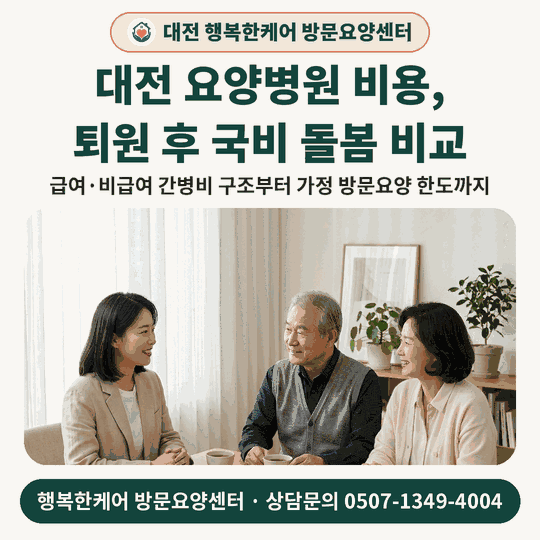 대전 행복한케어 방문요양센터
대전 요양병원 비용,
퇴원 후 국비 돌봄 비교
급여·비급여 간병비 구조부터 가정 방문요양 한도까지
행복한케어 방문요양센터 · 상담문의 0507-1349-4004